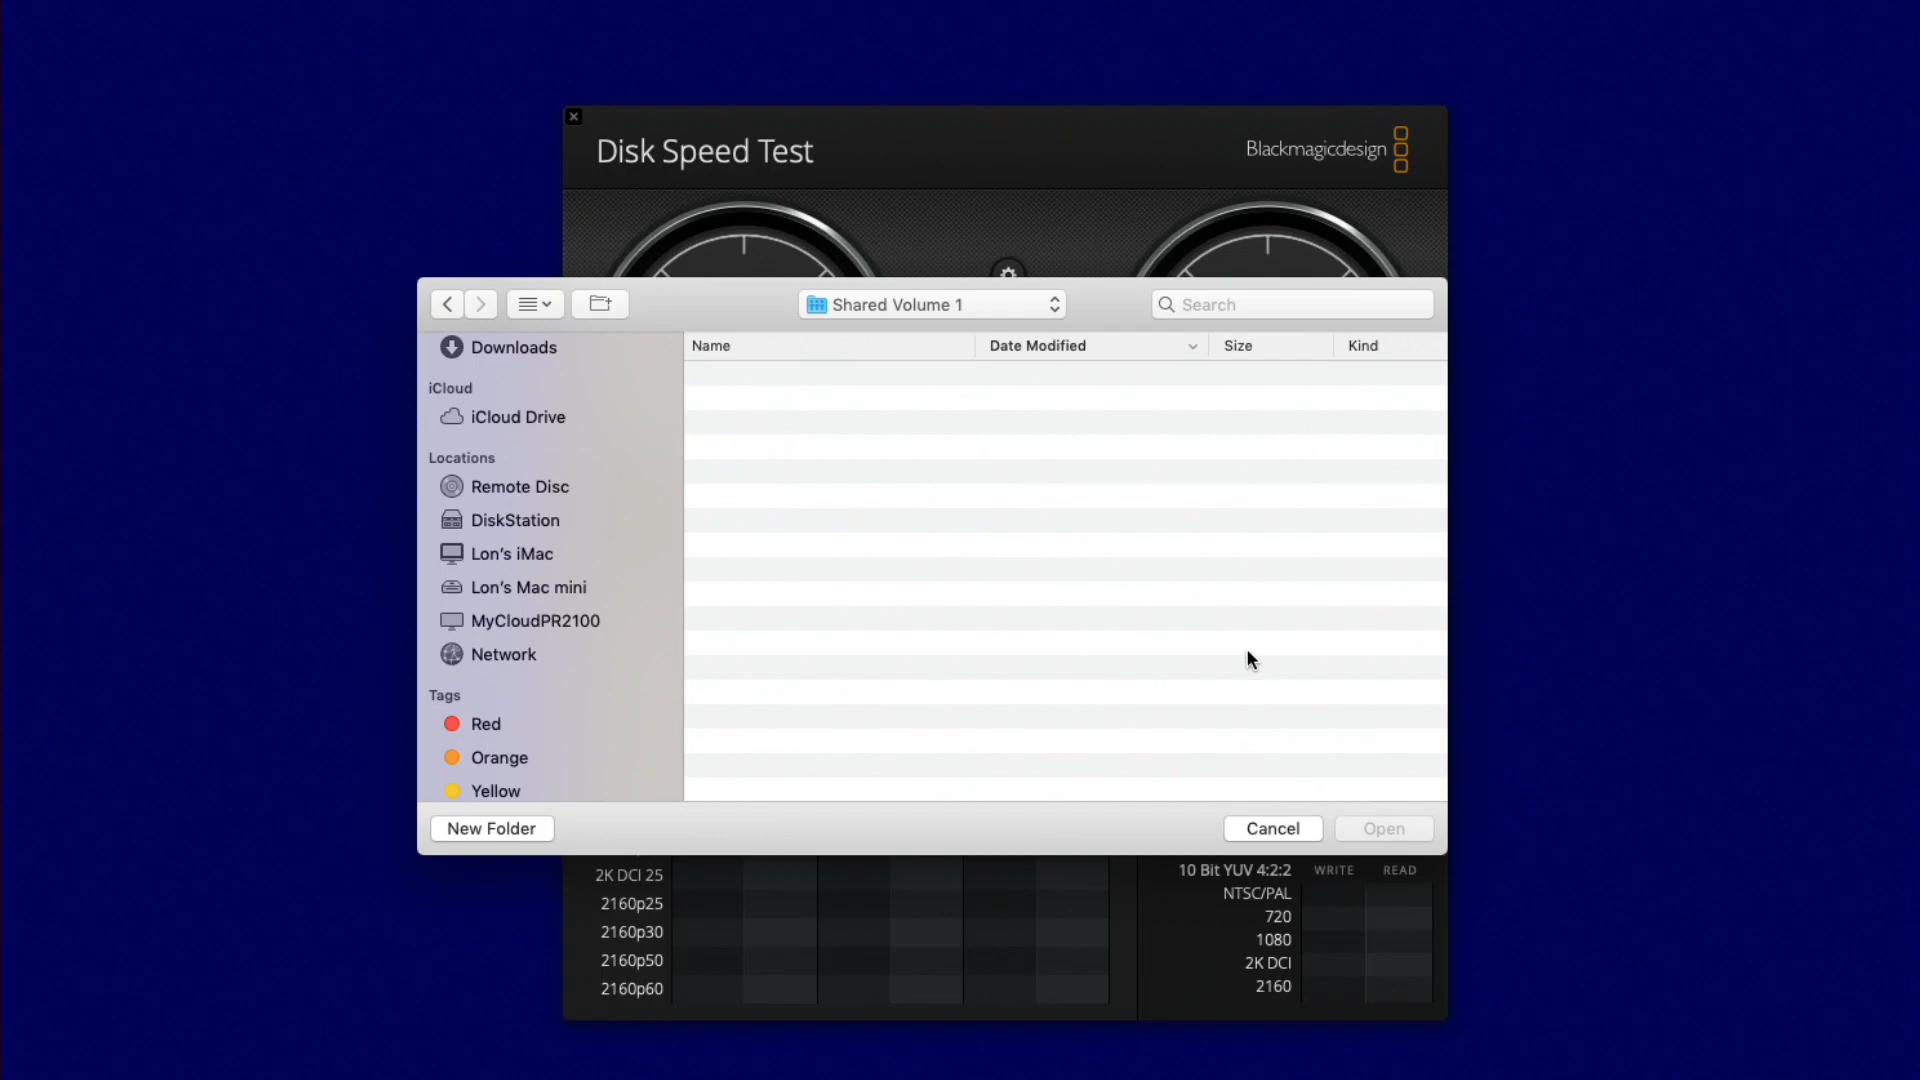 Disk Speed Test
Blackmagicdesign
Shared Volume 1
Search
Name
Date Modified
Size
Kind
Downloads
iCloud
iCloud Drive
Locations
Remote Disc
DiskStation
Lon's iMac
Lon's Mac mini
MyCloudPR2100
Network
Tags
Red
Orange
Yellow
New Folder
Cancel
Open
2K DCI 25
2160p25
2160p30
2160p50
2160p60
10 Bit YUV 4:2:2 WRITE READ
NTSC/PAL
720
1080
2K DCI
2160